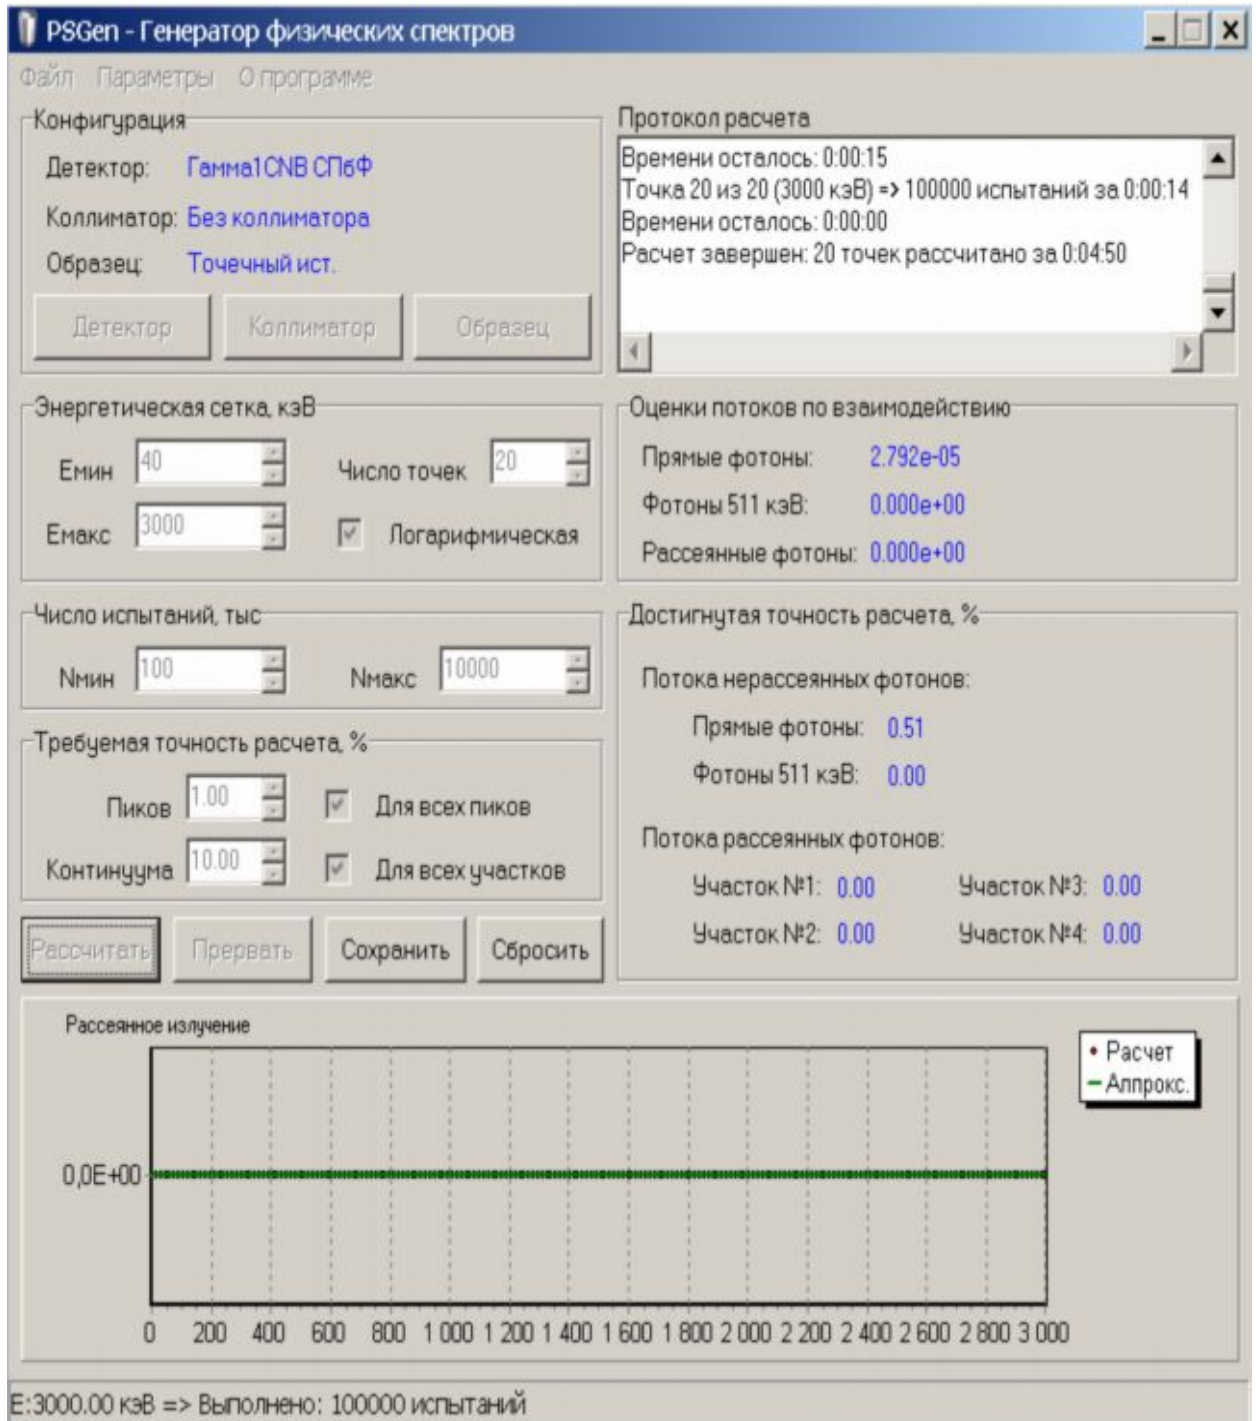 PSGen - Генератор физических спектров
Файл Параметры О программе
Конфигурация
Детектор: Гамма1CNB СПбФ
Коллиматор: Без коллиматора
Образец: Точечный ист.
Детектор Коллиматор Образец
Протокол расчета
Времени осталось: 0:00:15
Точка 20 из 20 (3000 кэВ) => 100000 испытаний за 0:00:14
Времени осталось: 0:00:00
Расчет завершен: 20 точек рассчитано за 0:04:50
Энергетическая сетка, кэВ
Емин 40 Число точек 20
Емакс 3000 Логарифмическая
Оценки потоков по взаимодействию
Прямые фотоны: 2.792e-05
Фотоны 511 кэВ: 0.000e+00
Рассеянные фотоны: 0.000e+00
Число испытаний, тыс
Nмин 100 Nмакс 10000
Требуемая точность расчета, %
Пиков 1.00 Для всех пиков
Континуума 10.00 Для всех участков
Достигнутая точность расчета, %
Потока нерассеянных фотонов:
Прямые фотоны: 0.51
Фотоны 511 кэВ: 0.00
Потока рассеянных фотонов:
Участок №1: 0.00 Участок №3: 0.00
Участок №2: 0.00 Участок №4: 0.00
Рассчитать Прервать Сохранить Сбросить
Рассеянное излучение
Расчет
Аппрокс.
0,0E+00
0 200 400 600 800 1 000 1 200 1 400 1 600 1 800 2 000 2 200 2 400 2 600 2 800 3 000
E:3000.00 кэВ => Выполнено: 100000 испытаний